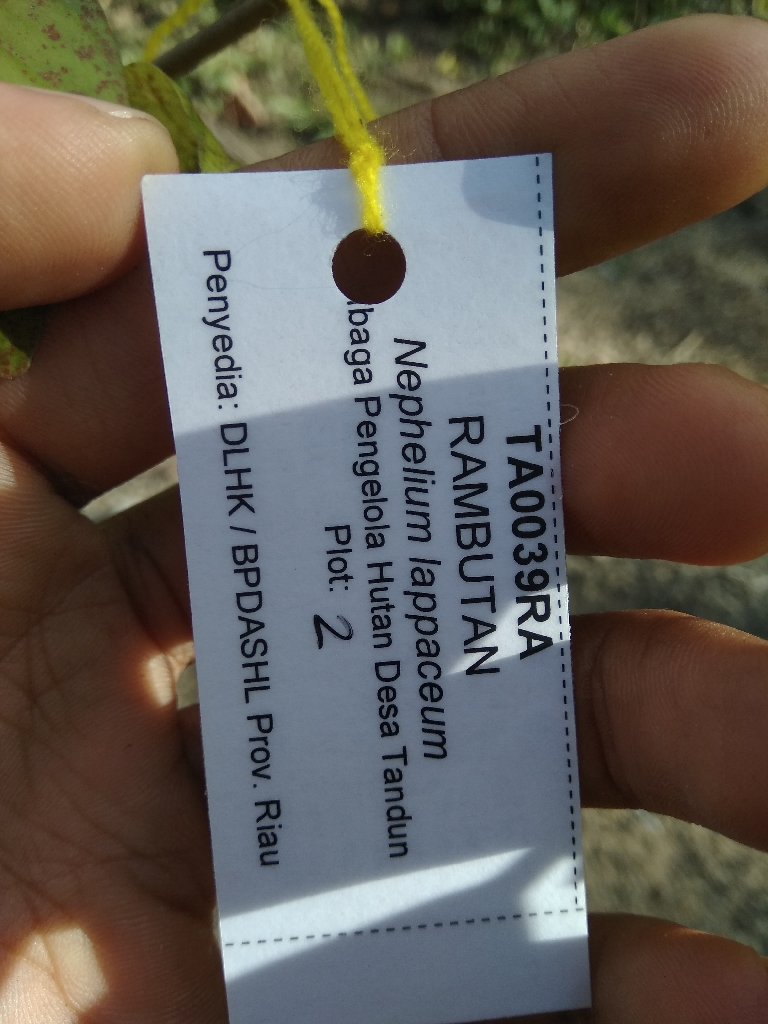 TA0039RA
RAMBUTAN
Nephelium lappaceum
baga Pengelola Hutan Desa Tandun
Plot: 2
Penyedia: DLHK / BPDASHL Prov. Riau